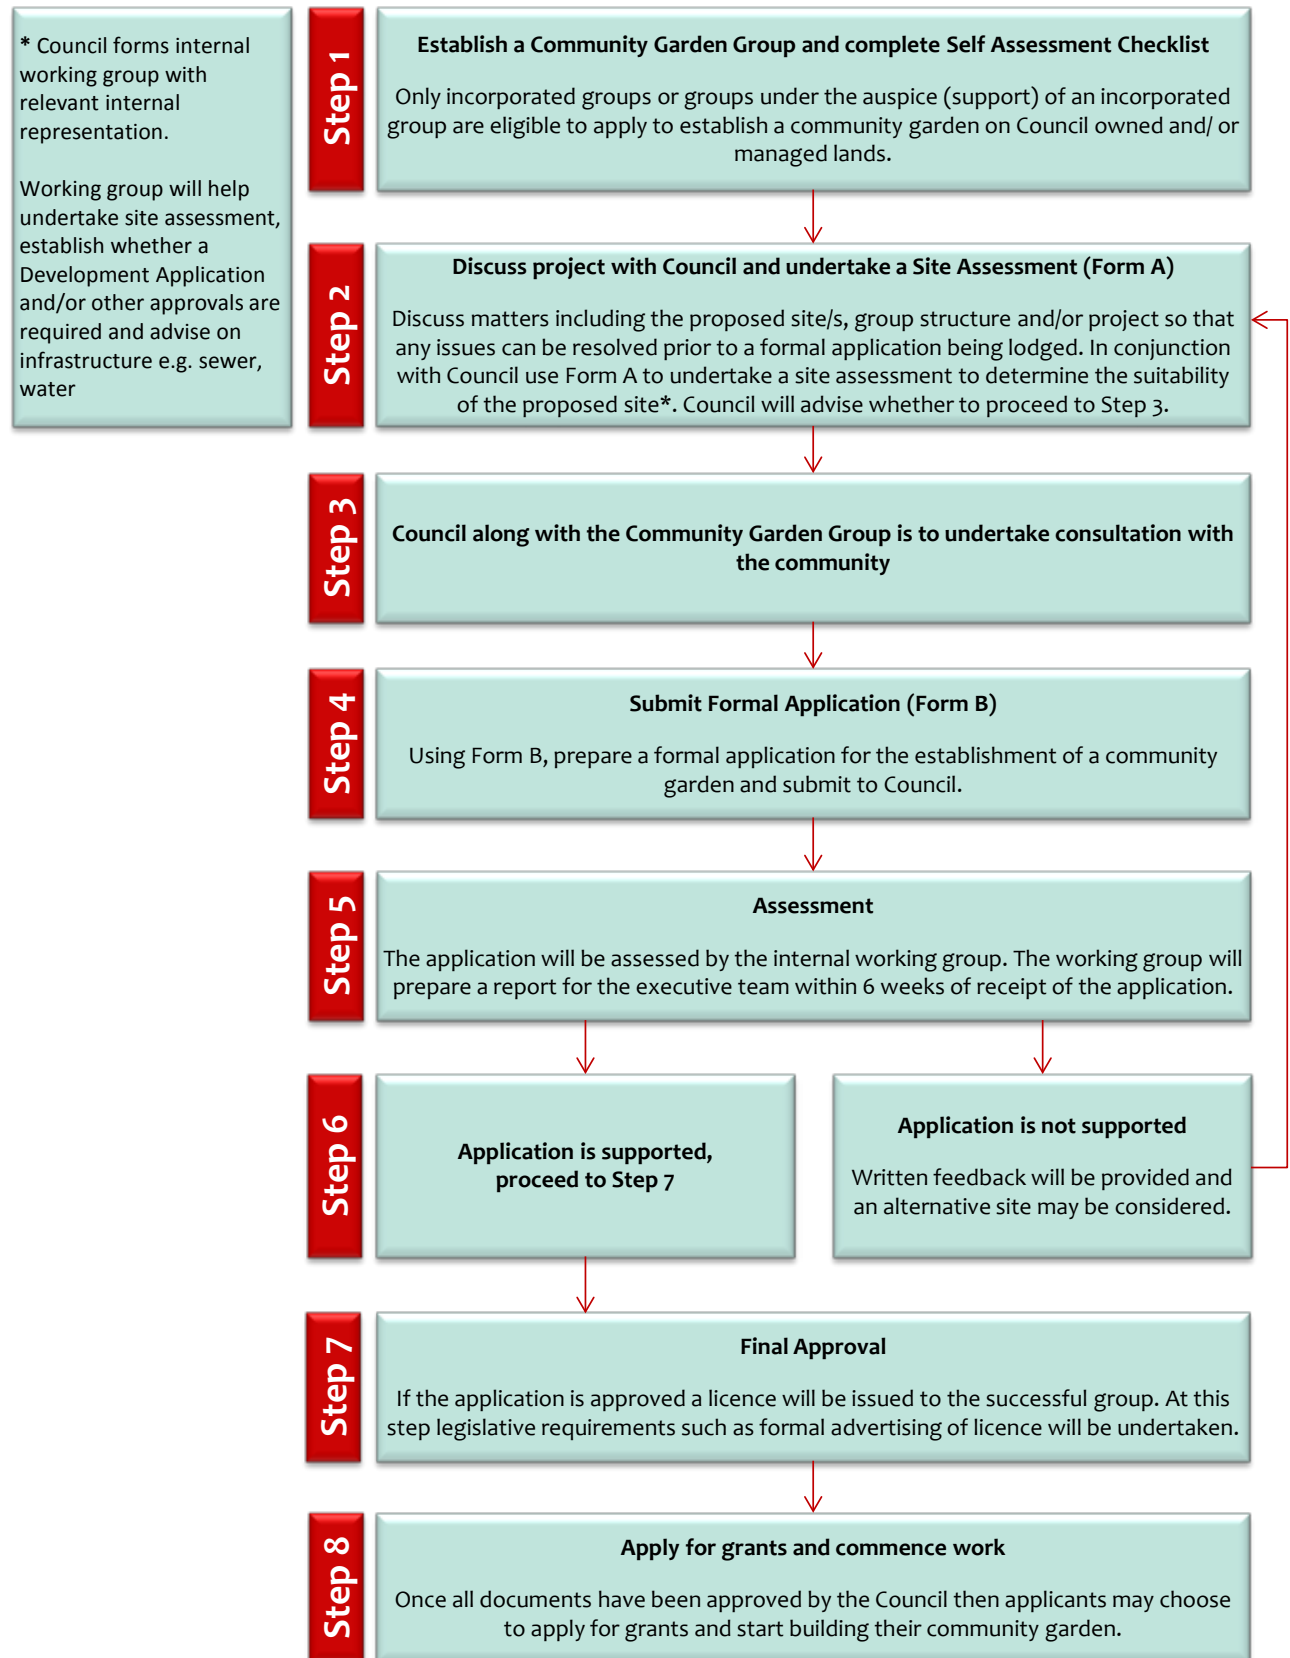 * Council forms internal
working group with
relevant internal
representation.
Working group will help
undertake site assessment,
establish whether a
Development Application
and/or other approvals are
required and advise on
infrastructure e.g. sewer,
water
Step 1
Establish a Community Garden Group and complete Self Assessment Checklist
Only incorporated groups or groups under the auspice (support) of an incorporated
group are eligible to apply to establish a community garden on Council owned and/ or
managed lands.
Step 2
Discuss project with Council and undertake a Site Assessment (Form A)
Discuss matters including the proposed site/s, group structure and/or project so that
any issues can be resolved prior to a formal application being lodged. In conjunction
with Council use Form A to undertake a site assessment to determine the suitability
of the proposed site*. Council will advise whether to proceed to Step 3.
Step 3
Council along with the Community Garden Group is to undertake consultation with
the community
Step 4
Submit Formal Application (Form B)
Using Form B, prepare a formal application for the establishment of a community
garden and submit to Council.
Step 5
Assessment
The application will be assessed by the internal working group. The working group will
prepare a report for the executive team within 6 weeks of receipt of the application.
Step 6
Application is supported,
proceed to Step 7
Application is not supported
Written feedback will be provided and
an alternative site may be considered.
Step 7
Final Approval
If the application is approved a licence will be issued to the successful group. At this
step legislative requirements such as formal advertising of licence will be undertaken.
Step 8
Apply for grants and commence work
Once all documents have been approved by the Council then applicants may choose
to apply for grants and start building their community garden.